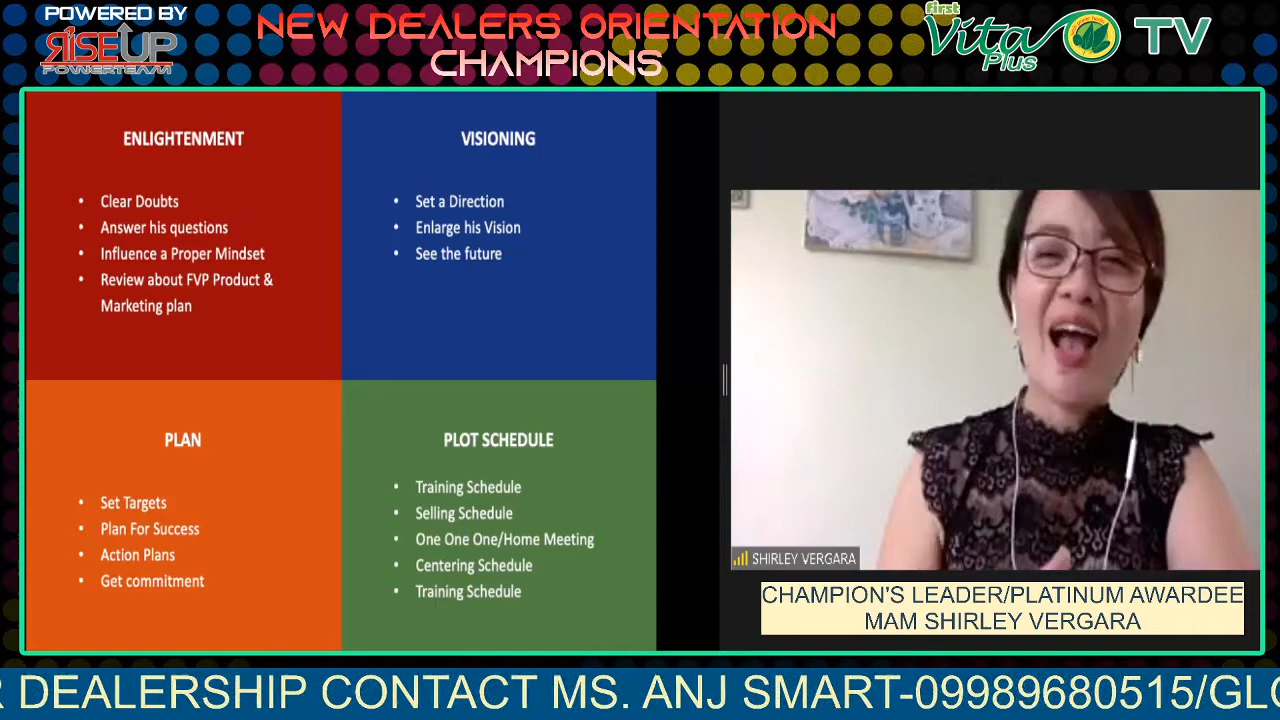 POWERED BY
RISEUP
POWERTEAM
NEW DEALERS ORIENTATION
CHAMPIONS
first
Vita
Plus
TV
ENLIGHTENMENT
• Clear Doubts
• Answer his questions
• Influence a Proper Mindset
• Review about FVP Product &
Marketing plan
VISIONING
• Set a Direction
• Enlarge his Vision
• See the future
PLAN
• Set Targets
• Plan For Success
• Action Plans
• Get commitment
PLOT SCHEDULE
• Training Schedule
• Selling Schedule
• One One One/Home Meeting
• Centering Schedule
• Training Schedule
SHIRLEY VERGARA
CHAMPION'S LEADER/PLATINUM AWARDEE
MAM SHIRLEY VERGARA
R DEALERSHIP CONTACT MS. ANJ SMART-09989680515/GLO